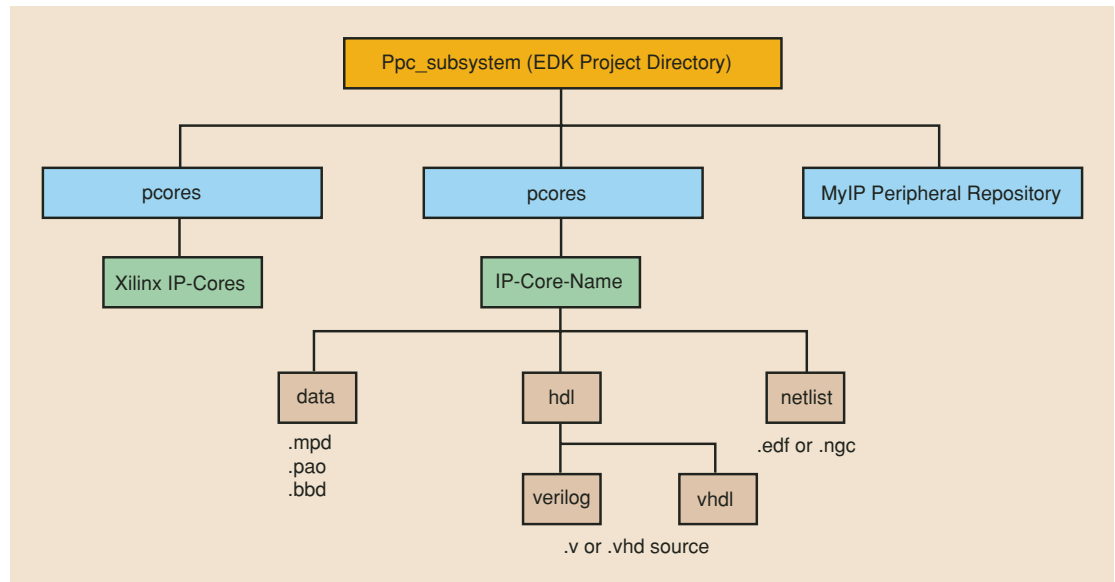 Ppc_subsystem (EDK Project Directory)
pcores
pcores
MyIP Peripheral Repository
Xilinx IP-Cores
IP-Core-Name
data
hdl
netlist
.mpd
.pao
.bbd
.edf or .ngc
verilog
vhdl
.v or .vhd source